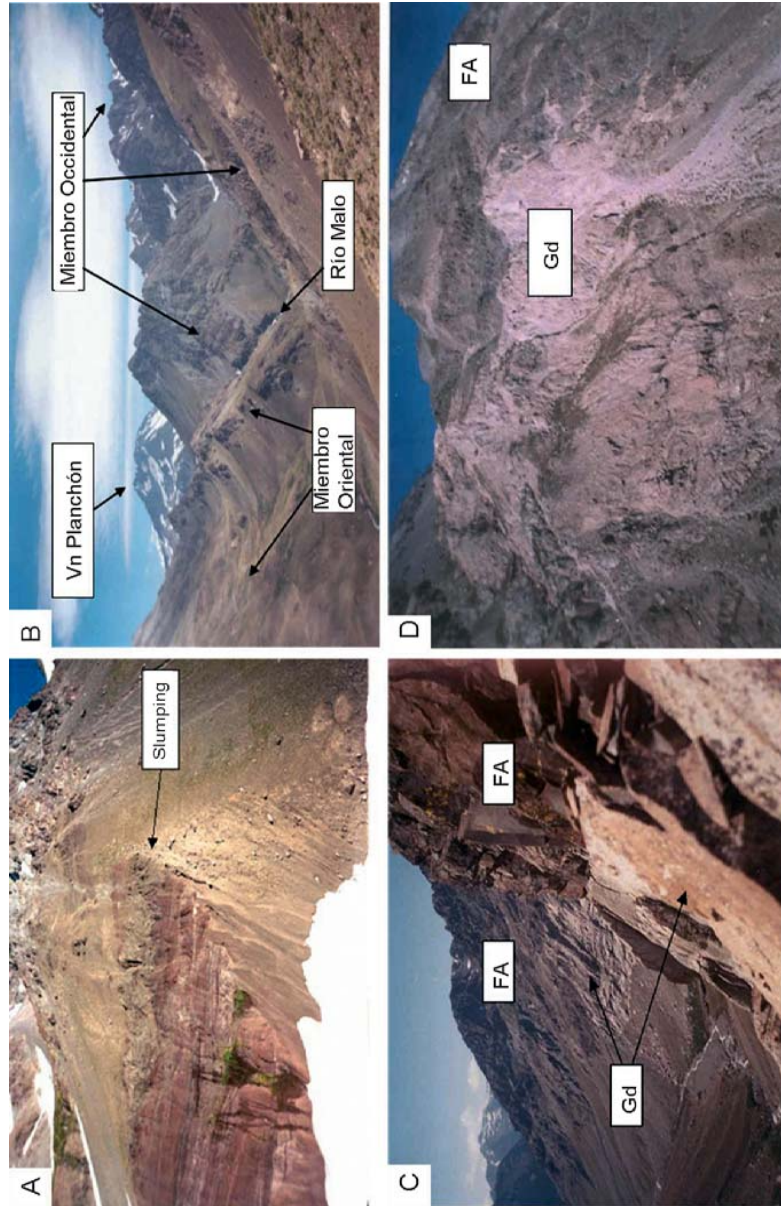 A
Slumping
B
Vn Planchón
Miembro Occidental
Miembro
Oriental
Río Malo
C
FA
FA
Gd
D
Gd
FA